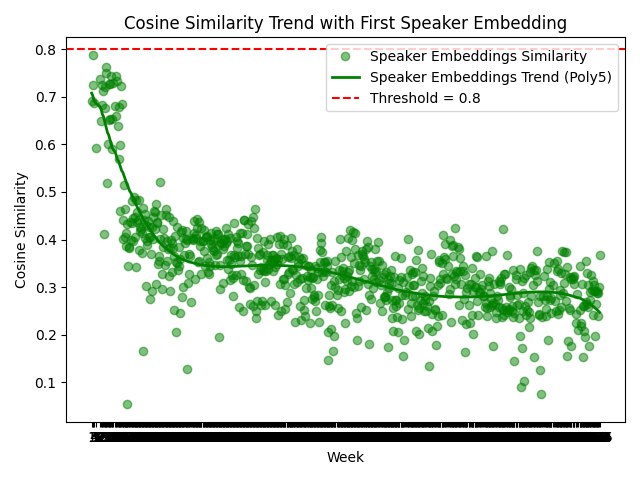 Cosine Similarity Trend with First Speaker Embedding
Speaker Embeddings Similarity
Speaker Embeddings Trend (Poly5)
Threshold = 0.8
Cosine Similarity
0.8
0.7
0.6
0.5
0.4
0.3
0.2
0.1
Week